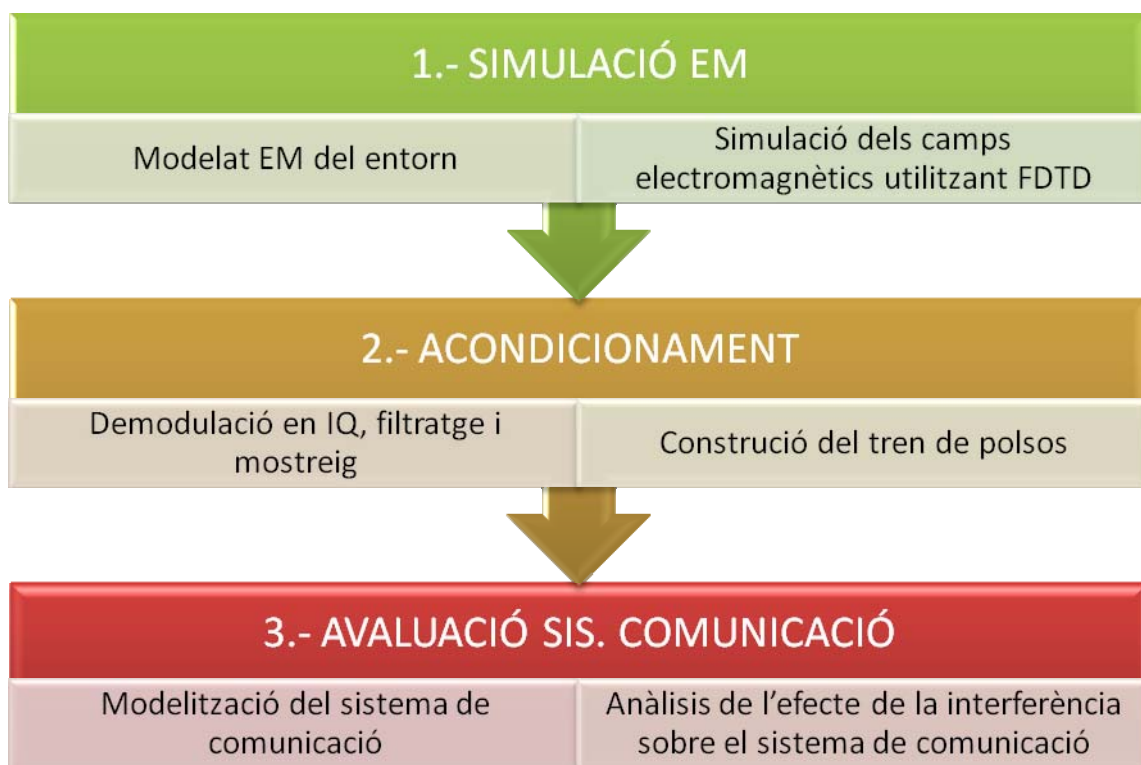 1.- SIMULACIÓ EM
Modelat EM del entorn
Simulació dels camps
electromagnètics utilitzant FDTD
2.- ACONDICIONAMENT
Demodulació en IQ, filtratge i
mostreig
Construció del tren de polsos
3.- AVALUACIÓ SIS. COMUNICACIÓ
Modelització del sistema de
comunicació
Anàlisis de l’efecte de la interferència
sobre el sistema de comunicació